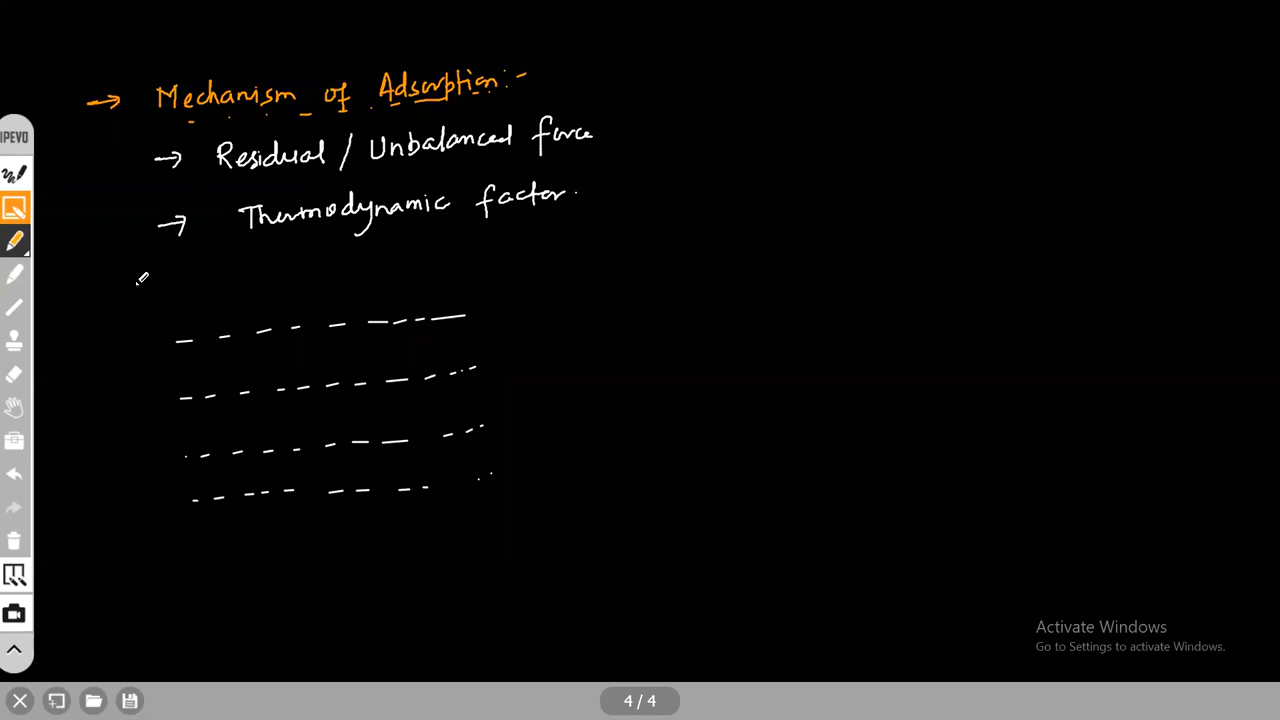 → Mechanism of Adsorption :-
IPEVO
→ Residual / Unbalanced force
→ Thermodynamic factor.
Activate Windows
Go to Settings to activate Windows.
4 / 4